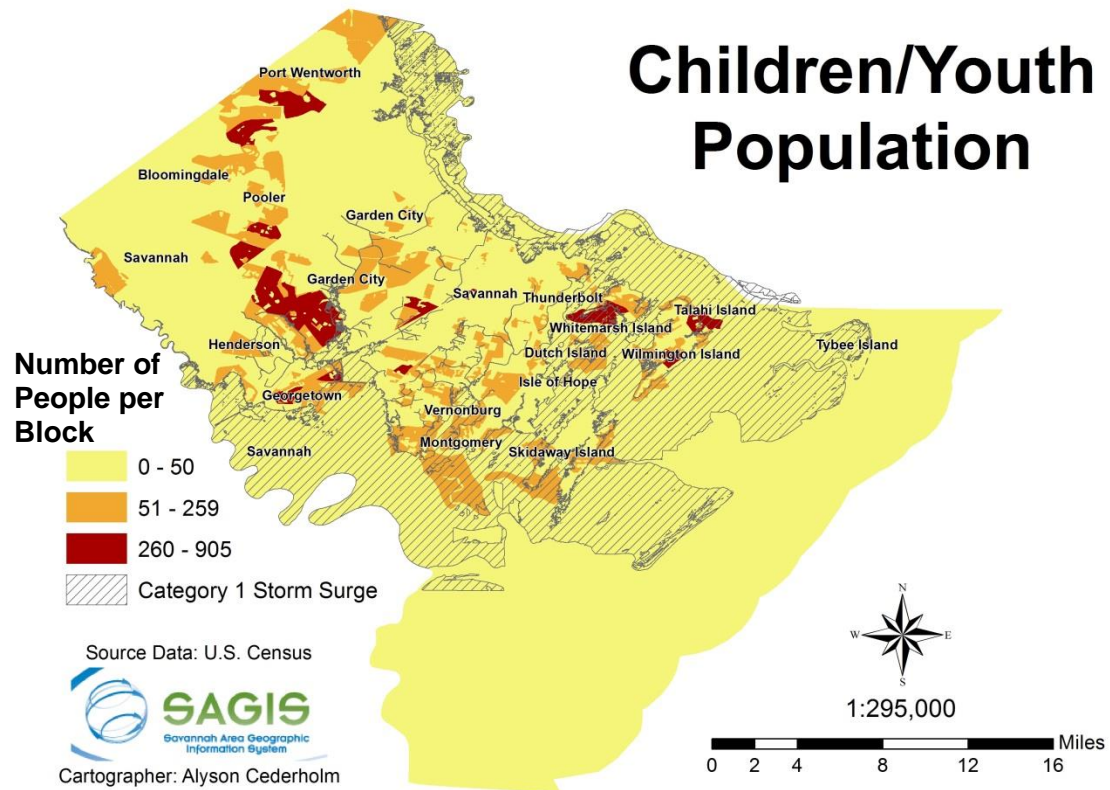 Children/Youth
Population
Port Wentworth
Bloomingdale
Pooler
Garden City
Savannah
Garden City
Savannah
Thunderbolt
Talahi Island
Whitemarsh Island
Tybee Island
Henderson
Dutch Island
Wilmington Island
Isle of Hope
Georgetown
Vernonburg
Montgomery
Savannah
Skidaway Island
Number of
People per
Block
0 - 50
51 - 259
260 - 905
Category 1 Storm Surge
Source Data: U.S. Census
SAGIS
Savannah Area Geographic
Information System
Cartographer: Alyson Cederholm
N
W
E
S
1:295,000
Miles
0 2 4 8 12 16